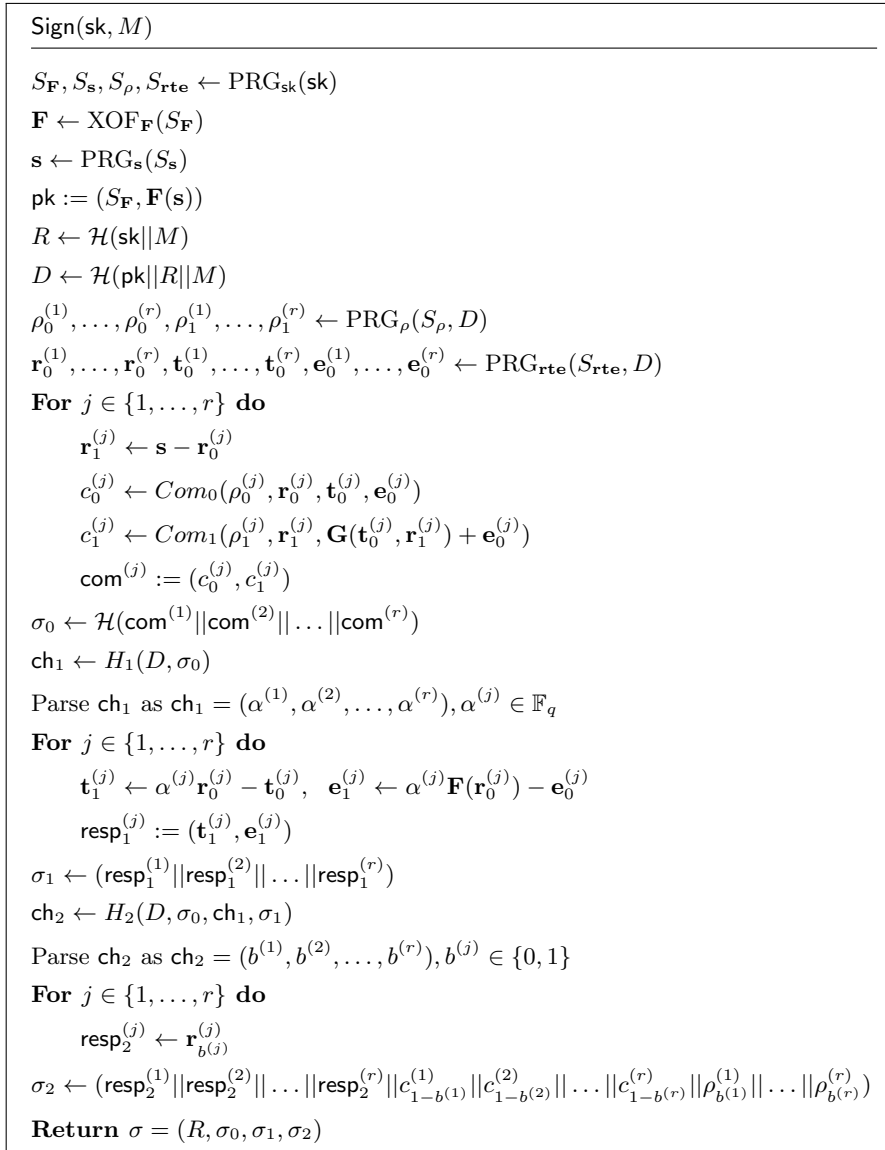 Sign(sk, M)
S_F, S_s, S_ρ, S_rte ← PRG_sk(sk)
F ← XOF_F(S_F)
s ← PRG_s(S_s)
pk := (S_F, F(s))
R ← H(sk||M)
D ← H(pk||R||M)
ρ_0^(1), …, ρ_0^(r), ρ_1^(1), …, ρ_1^(r) ← PRG_ρ(S_ρ, D)
r_0^(1), …, r_0^(r), t_0^(1), …, t_0^(r), e_0^(1), …, e_0^(r) ← PRG_rte(S_rte, D)
For j ∈ {1, …, r} do
r_1^(j) ← s − r_0^(j)
c_0^(j) ← Com_0(ρ_0^(j), r_0^(j), t_0^(j), e_0^(j))
c_1^(j) ← Com_1(ρ_1^(j), r_1^(j), G(t_0^(j), r_1^(j)) + e_0^(j))
com^(j) := (c_0^(j), c_1^(j))
σ_0 ← H(com^(1)||com^(2)||…||com^(r))
ch_1 ← H_1(D, σ_0)
Parse ch_1 as ch_1 = (α^(1), α^(2), …, α^(r)), α^(j) ∈ 𝔽_q
For j ∈ {1, …, r} do
t_1^(j) ← α^(j) r_0^(j) − t_0^(j), e_1^(j) ← α^(j) F(r_0^(j)) − e_0^(j)
resp_1^(j) := (t_1^(j), e_1^(j))
σ_1 ← (resp_1^(1)||resp_1^(2)||…||resp_1^(r))
ch_2 ← H_2(D, σ_0, ch_1, σ_1)
Parse ch_2 as ch_2 = (b^(1), b^(2), …, b^(r)), b^(j) ∈ {0, 1}
For j ∈ {1, …, r} do
resp_2^(j) ← r_{b^(j)}^(j)
σ_2 ← (resp_2^(1)||resp_2^(2)||…||resp_2^(r)||c_{1−b^(1)}^(1)||c_{1−b^(2)}^(2)||…||c_{1−b^(r)}^(r)||ρ_{b^(1)}^(1)||…||ρ_{b^(r)}^(r))
Return σ = (R, σ_0, σ_1, σ_2)